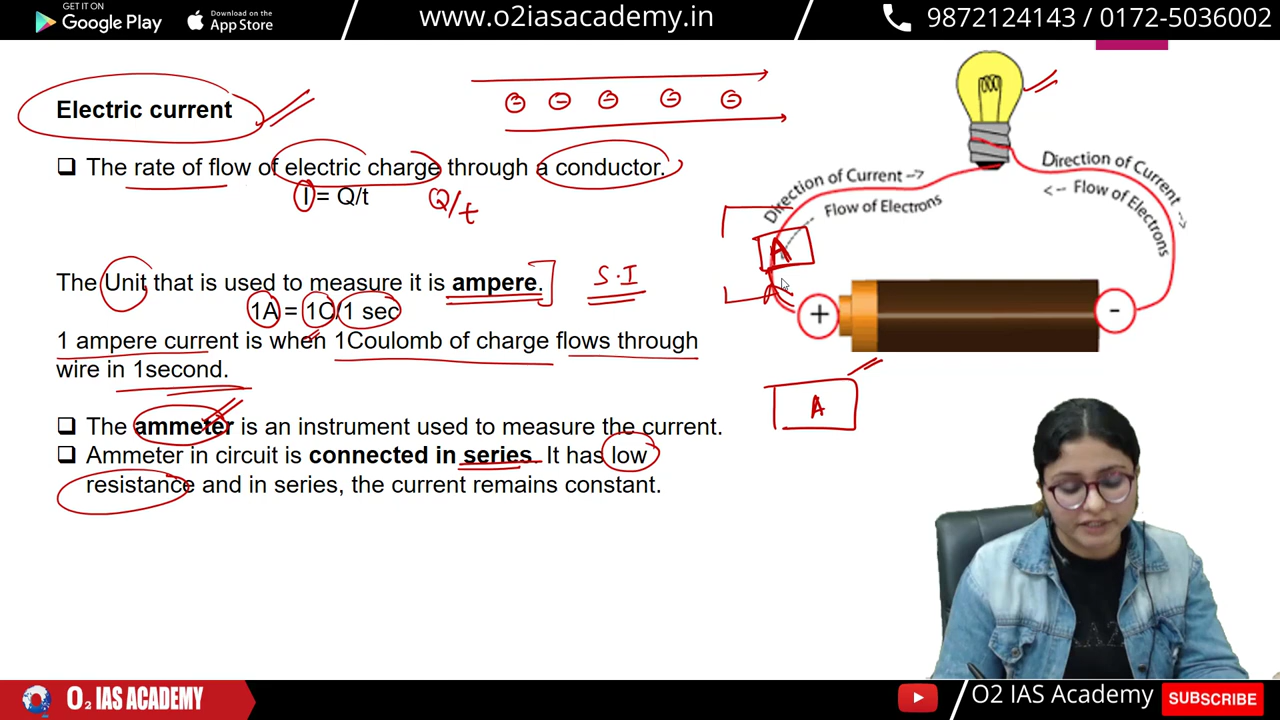 GET IT ON
Google Play
Download on the
App Store
www.o2iasacademy.in
9872124143 / 0172-5036002
Electric current
❑ The rate of flow of electric charge through a conductor.
I = Q/t
Q/t
The Unit that is used to measure it is ampere.
S.I
1A = 1C/1 sec
1 ampere current is when 1Coulomb of charge flows through
wire in 1second.
❑ The ammeter is an instrument used to measure the current.
❑ Ammeter in circuit is connected in series. It has low
resistance and in series, the current remains constant.
Direction of Current ->
Flow of Electrons
Direction of Current -->
<-- Flow of Electrons
A
+
-
A
O2 IAS ACADEMY
O2 IAS Academy
SUBSCRIBE